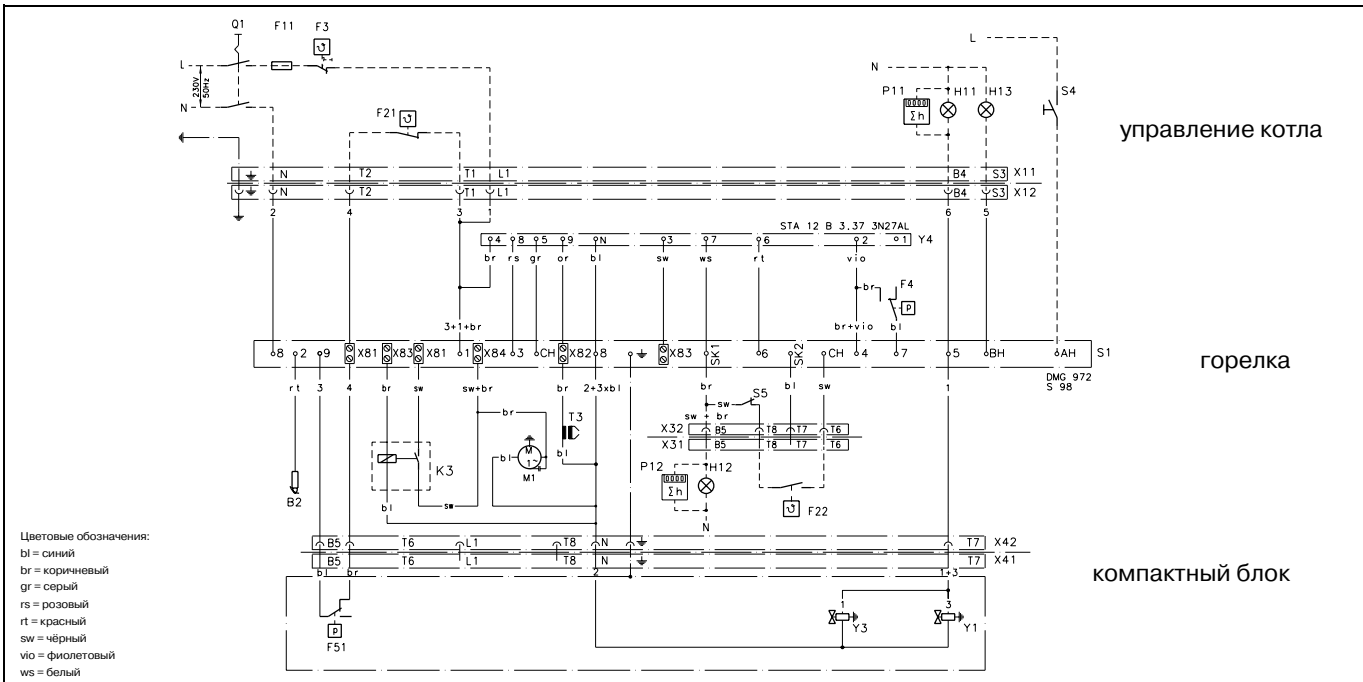 Q1 F11 F3
L
230V
50Hz
N
F21
L
N
P11 H11 H13 S4
Σh
управление котла
N T2 T1 L1 B4 S3 X11
N T2 T1 L1 B4 S3 X12
2 4 3 1 6 5
STA 12 B 3.37 3N27AL
4 8 5 9 N 3 7 6 2 1 Y4
br rs gr or bl sw ws rt vio
br F4
P
3+1+br br+vio bl
8 2 9 X81 X83 X81 1 X84 3 CH X82 8 X83 SK1 6 SK2 CH 4 7 5 BH AH S1
горелка
DMG 972
S 98
rt 3 4 br sw sw+br br 2+3xbl br bl sw 1
br T3 sw S5
sw + br
X32 B5 T8 T7 T6
X31 B5 T8 T7 T6
K3 bl M 1~ bl
M1
P12 H12
Σh
B2 sw
bl F22
N
B5 T6 L1 T8 N T7 X42
B5 T6 L1 T8 N T7 X41
компактный блок
bl br 2 1+3
1 3
P Y3 Y1
F51
Цветовые обозначения:
bl = синий
br = коричневый
gr = серый
rs = розовый
rt = красный
sw = чёрный
vio = фиолетовый
ws = белый